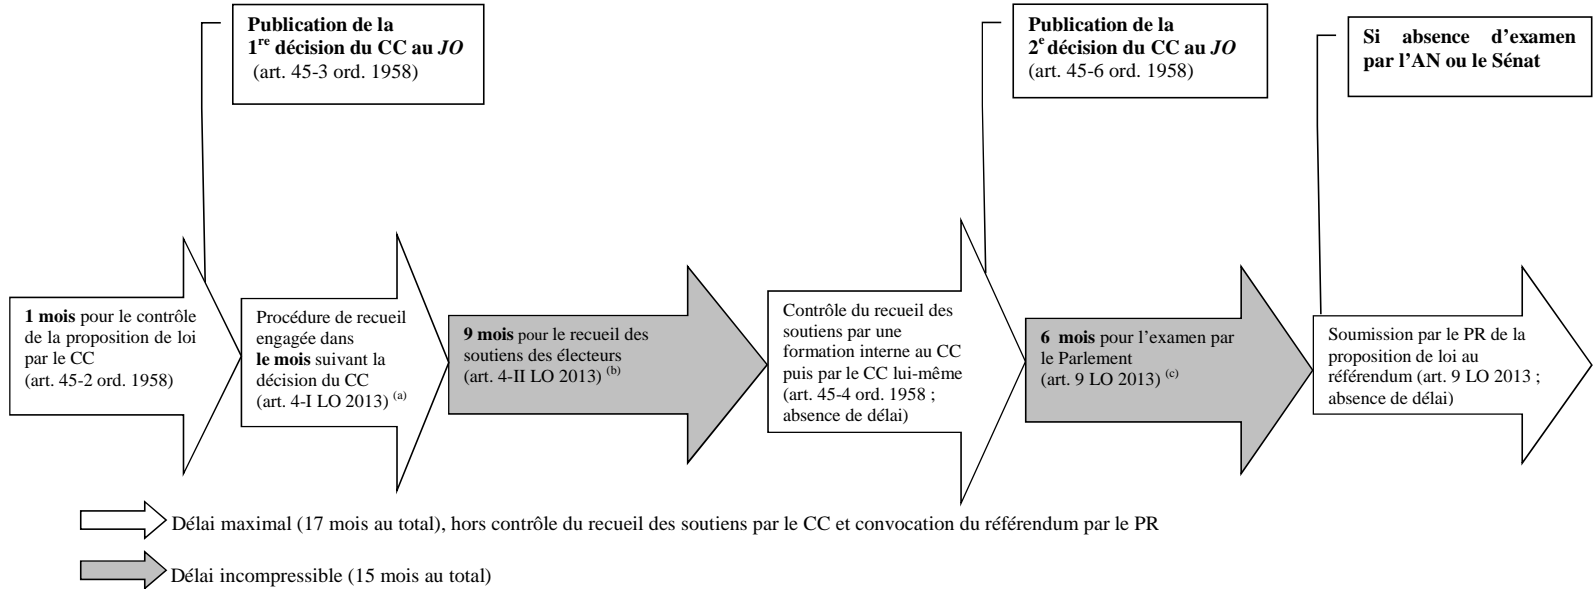 Publication de la
1re décision du CC au JO
(art. 45-3 ord. 1958)
Publication de la
2e décision du CC au JO
(art. 45-6 ord. 1958)
Si absence d'examen
par l'AN ou le Sénat
1 mois pour le contrôle
de la proposition de loi
par le CC
(art. 45-2 ord. 1958)
Procédure de recueil
engagée dans
le mois suivant la
décision du CC
(art. 4-I LO 2013) (a)
9 mois pour le recueil des
soutiens des électeurs
(art. 4-II LO 2013) (b)
Contrôle du recueil des
soutiens par une
formation interne au CC
puis par le CC lui-même
(art. 45-4 ord. 1958 ;
absence de délai)
6 mois pour l'examen par
le Parlement
(art. 9 LO 2013) (c)
Soumission par le PR de la
proposition de loi au
référendum (art. 9 LO 2013 ;
absence de délai)
Délai maximal (17 mois au total), hors contrôle du recueil des soutiens par le CC et convocation du référendum par le PR
Délai incompressible (15 mois au total)